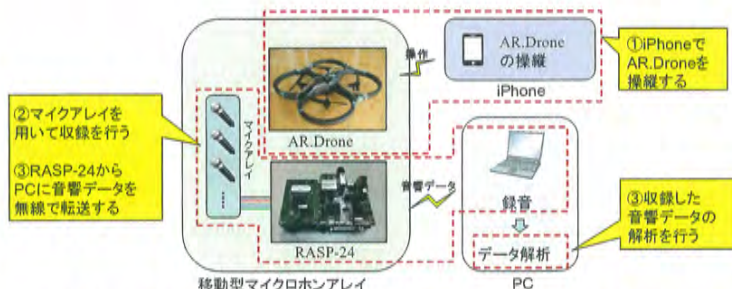 ②マイクアレイを
用いて収録を行う
③RASP-24から
PCに音響データを
無線で転送する
マイクアレイ
AR.Drone
RASP-24
移動型マイクロホンアレイ
操作
音響データ
AR.Drone
の操縦
iPhone
①iPhoneで
AR.Droneを
操縦する
録音
データ解析
PC
③収録した
音響データの
解析を行う